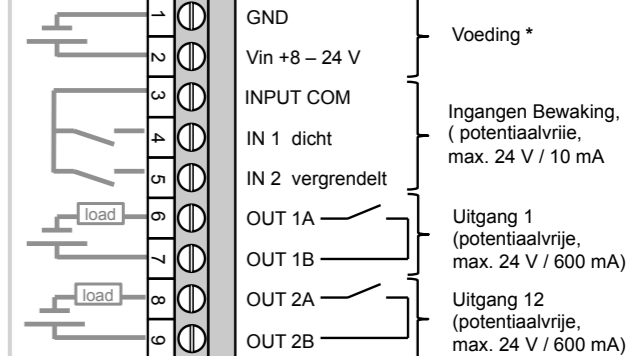 1 GND
2 Vin +8 – 24 V
Voeding *
3 INPUT COM
4 IN 1 dicht
5 IN 2 vergrendelt
Ingangen Bewaking,
( potentiaalvriie,
max. 24 V / 10 mA
load 6 OUT 1A
7 OUT 1B
Uitgang 1
(potentiaalvrije,
max. 24 V / 600 mA)
load 8 OUT 2A
9 OUT 2B
Uitgang 12
(potentiaalvrije,
max. 24 V / 600 mA)